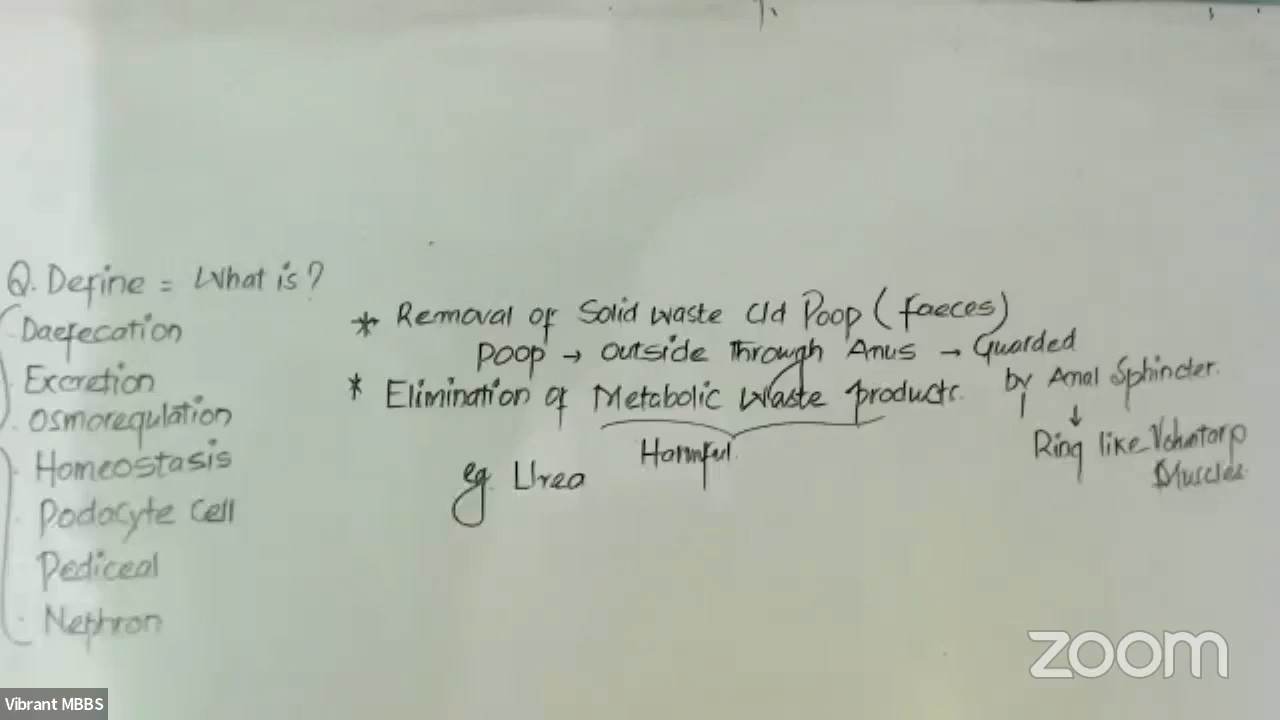 Q. Define = What is?
Daefecation
Excretion
Osmoregulation
Homeostasis
Podocyte Cell
Pediceal
Nephron
* Removal of Solid waste C/d Poop (faeces)
Poop → Outside Through Anus → Guarded
by Anal Sphincter.
↓
Ring like Voluntary
Muscles
* Elimination of Metabolic Waste products.
Harmful
eg. Urea
zoom
Vibrant MBBS